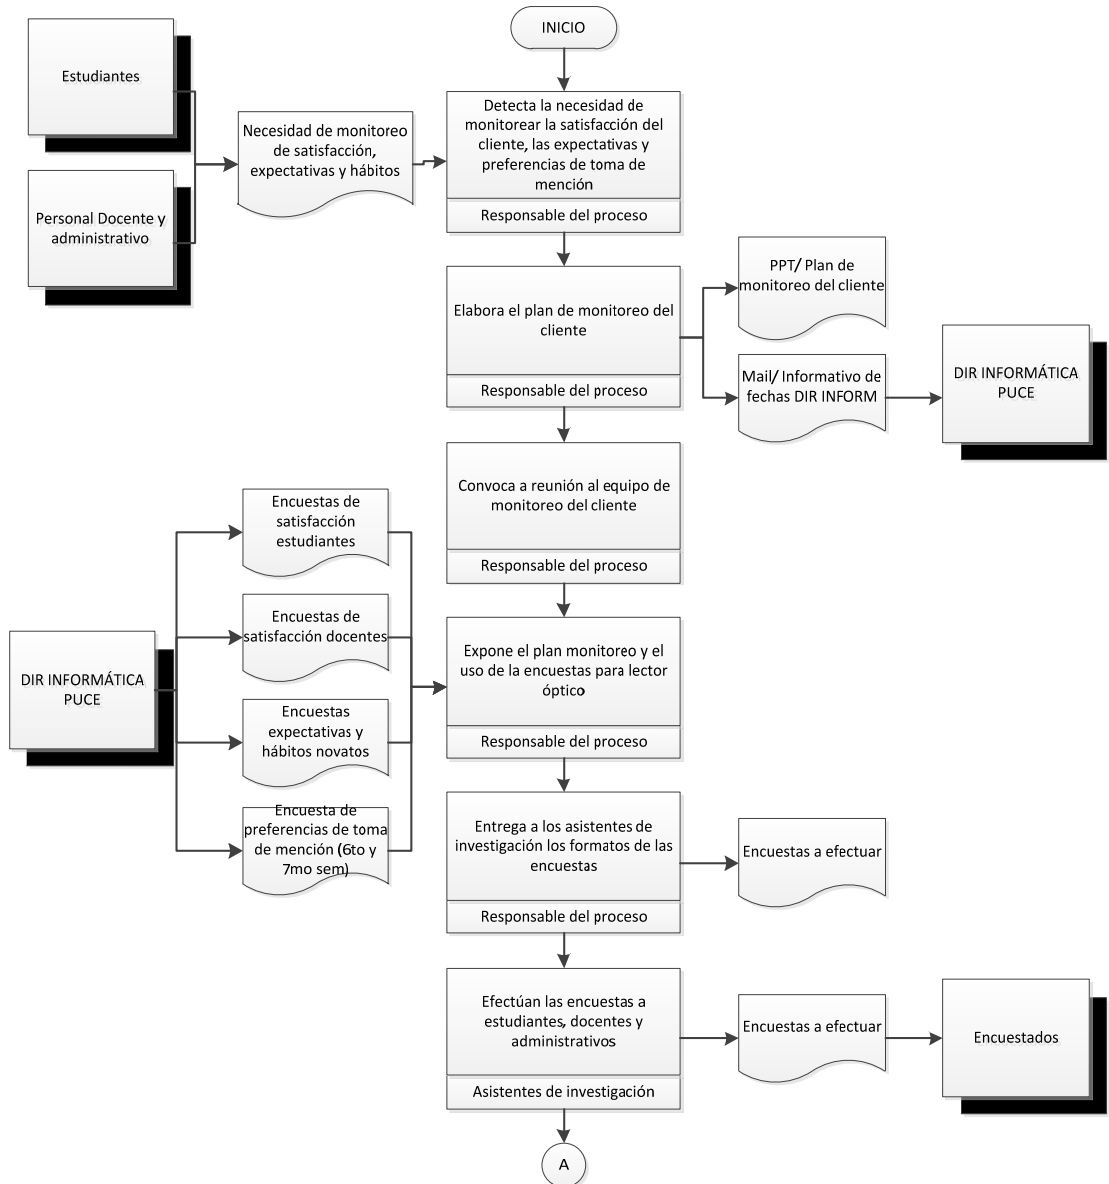 INICIO
Estudiantes
Detecta la necesidad de
monitorear la satisfacción del
cliente, las expectativas y
preferencias de toma de
mención
Responsable del proceso
Necesidad de monitoreo
de satisfacción,
expectativas y hábitos
Personal Docente y
administrativo
Elabora el plan de monitoreo del
cliente
Responsable del proceso
PPT/ Plan de
monitoreo del cliente
Mail/ Informativo de
fechas DIR INFORM
DIR INFORMÁTICA
PUCE
Convoca a reunión al equipo de
monitoreo del cliente
Responsable del proceso
Encuestas de
satisfacción
estudiantes
Encuestas de
satisfacción docentes
DIR INFORMÁTICA
PUCE
Encuestas
expectativas y
hábitos novatos
Encuesta de
preferencias de toma
de mención (6to y
7mo sem)
Expone el plan monitoreo y el
uso de la encuestas para lector
óptico
Responsable del proceso
Entrega a los asistentes de
investigación los formatos de las
encuestas
Responsable del proceso
Encuestas a efectuar
Efectúan las encuestas a
estudiantes, docentes y
administrativos
Asistentes de investigación
Encuestas a efectuar
Encuestados
A